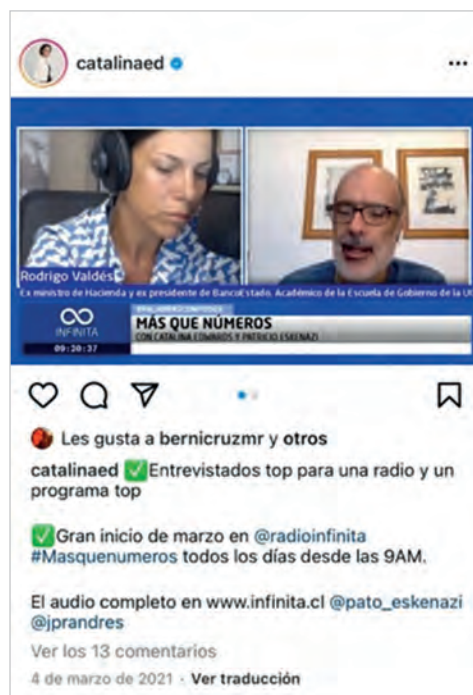 catalinaed
Rodrigo Valdés
Ex ministro de Hacienda y ex presidente de BancoEstado. Académico de la Escuela de Gobierno de la U
INFINITA
09:20:37
MÁS QUE NÚMEROS
CON CATALINA EDWARDS Y PATRICIO ESKENAZI
Les gusta a bernicruzmr y otros
catalinaed ✅Entrevistados top para una radio y un
programa top
✅Gran inicio de marzo en @radioinfinita
#Masquenumeros todos los días desde las 9AM.
El audio completo en www.infinita.cl @pato_eskenazi
@jprandres
Ver los 13 comentarios
4 de marzo de 2021 · Ver traducción